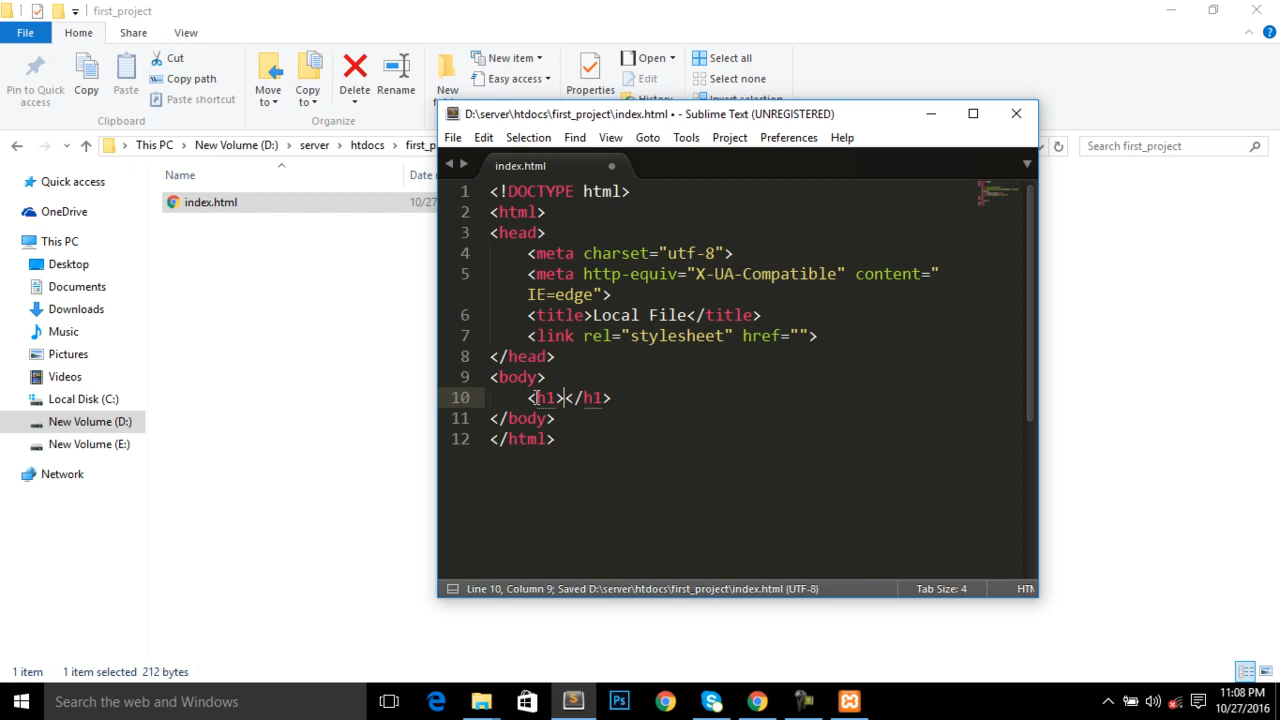 first_project
File
Home
Share
View
Pin to Quick access
Copy
Paste
Cut
Copy path
Paste shortcut
Clipboard
Move to
Copy to
Delete
Rename
Organize
New
New item
Easy access
Properties
Open
Edit
History
Select all
Select none
Invert selection
This PC
New Volume (D:)
server
htdocs
first_p
Search first_project
Quick access
OneDrive
This PC
Desktop
Documents
Downloads
Music
Pictures
Videos
Local Disk (C:)
New Volume (D:)
New Volume (E:)
Network
Name
Date
index.html
10/27
D:\server\htdocs\first_project\index.html • - Sublime Text (UNREGISTERED)
File Edit Selection Find View Goto Tools Project Preferences Help
index.html
1 <!DOCTYPE html>
2 <html>
3 <head>
4 <meta charset="utf-8">
5 <meta http-equiv="X-UA-Compatible" content="
IE=edge">
6 <title>Local File</title>
7 <link rel="stylesheet" href="">
8 </head>
9 <body>
10 <h1></h1>
11 </body>
12 </html>
Line 10, Column 9; Saved D:\server\htdocs\first_project\index.html (UTF-8)
Tab Size: 4
HTM
1 item
1 item selected 212 bytes
Search the web and Windows
11:08 PM
10/27/2016